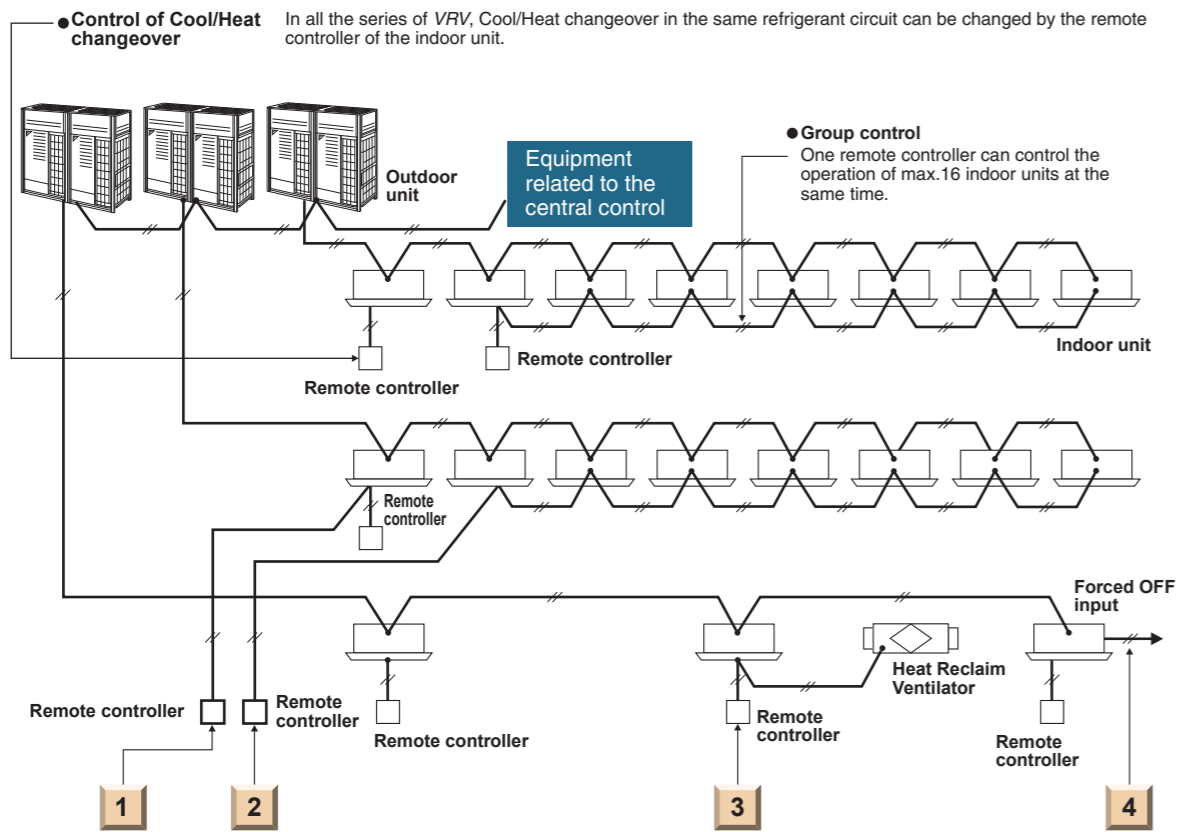 ●Control of Cool/Heat
changeover
In all the series of VRV, Cool/Heat changeover in the same refrigerant circuit can be changed by the remote
controller of the indoor unit.
Outdoor
unit
Equipment
related to the
central control
●Group control
One remote controller can control the
operation of max.16 indoor units at the
same time.
Indoor unit
Remote controller
Remote controller
Remote
controller
Forced OFF
input
Heat Reclaim
Ventilator
Remote controller
Remote
controller
Remote controller
Remote
controller
Remote
controller
1
2
3
4